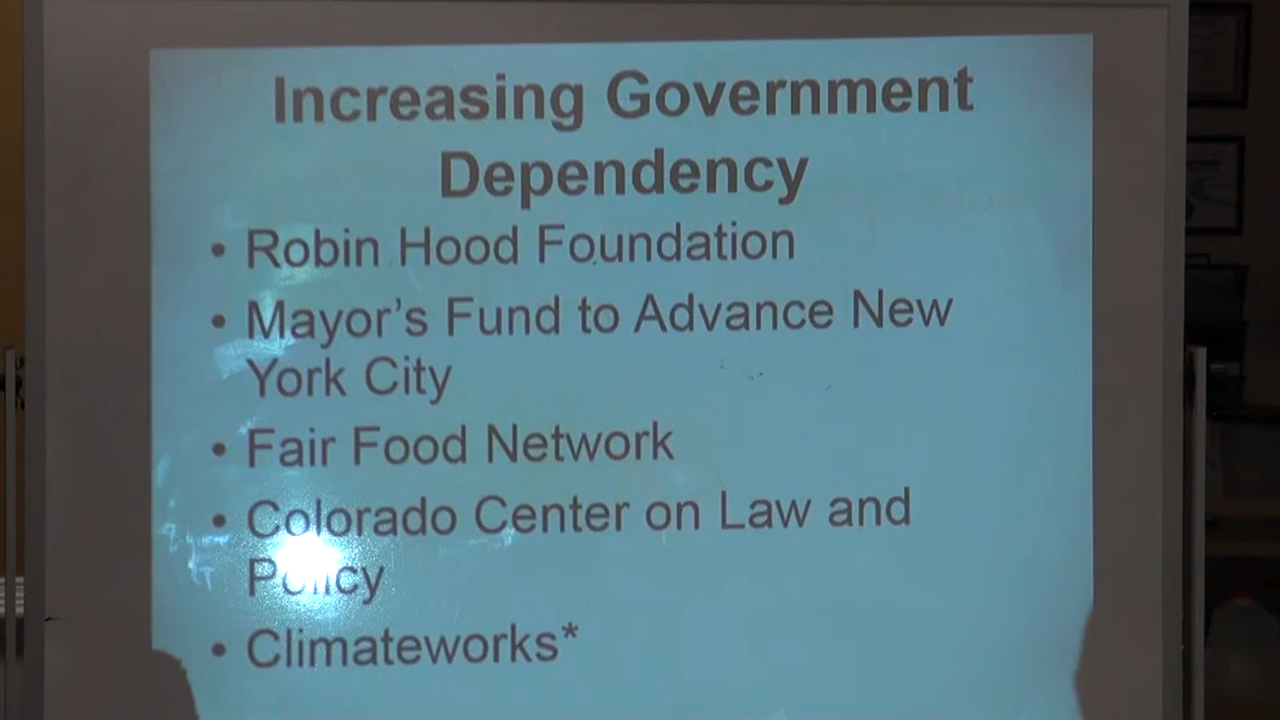 Increasing Government
Dependency
• Robin Hood Foundation
• Mayor's Fund to Advance New
York City
• Fair Food Network
• Colorado Center on Law and
Policy
• Climateworks*